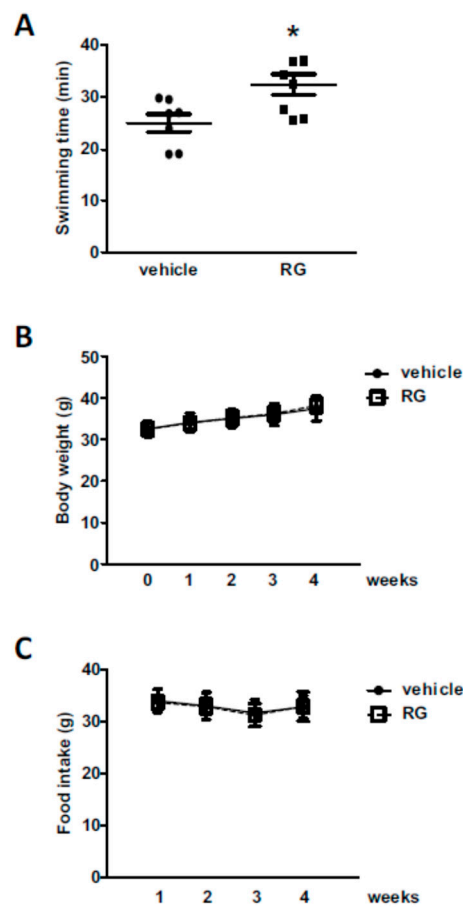 A
Swimming time (min)
40
30
20
10
0
*
vehicle RG
B
Body weight (g)
50
40
30
20
10
0
0 1 2 3 4 weeks
vehicle
RG
C
Food intake (g)
40
30
20
10
0
1 2 3 4 weeks
vehicle
RG